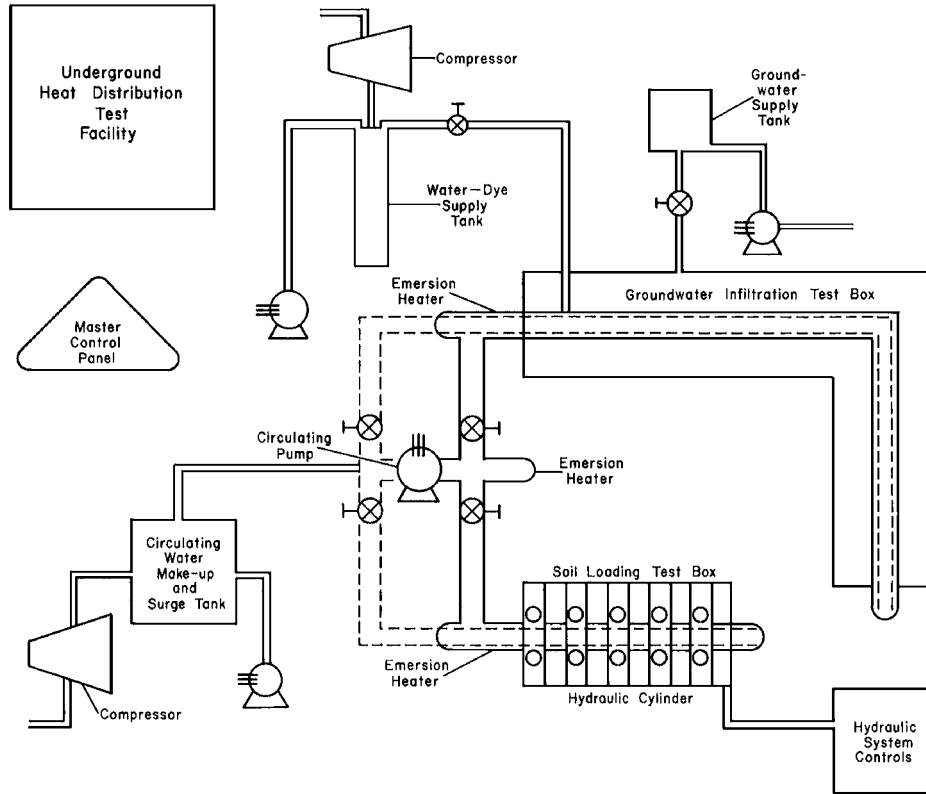 Underground
Heat Distribution
Test
Facility
Compressor
Ground-
water
Supply
Tank
Water-Dye
Supply
Tank
Emersion
Heater
Groundwater Infiltration Test Box
Master
Control
Panel
Circulating
Pump
Emersion
Heater
Circulating
Water
Make-up
and
Surge Tank
Soil Loading Test Box
Emersion
Heater
Hydraulic Cylinder
Compressor
Hydraulic
System
Controls